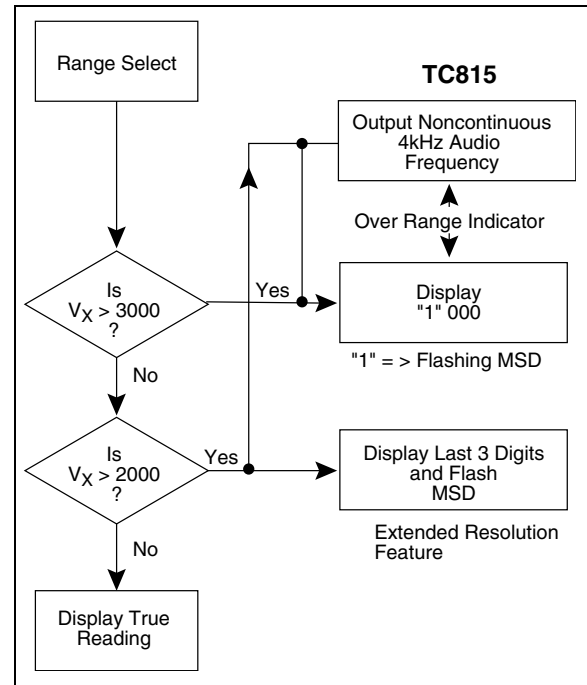 Range Select
TC815
Output Noncontinuous
4kHz Audio
Frequency
Over Range Indicator
Is
VX > 3000
?
Yes
Display
"1" 000
"1" = > Flashing MSD
No
Is
VX > 2000
?
Yes
Display Last 3 Digits
and Flash
MSD
Extended Resolution
Feature
No
Display True
Reading